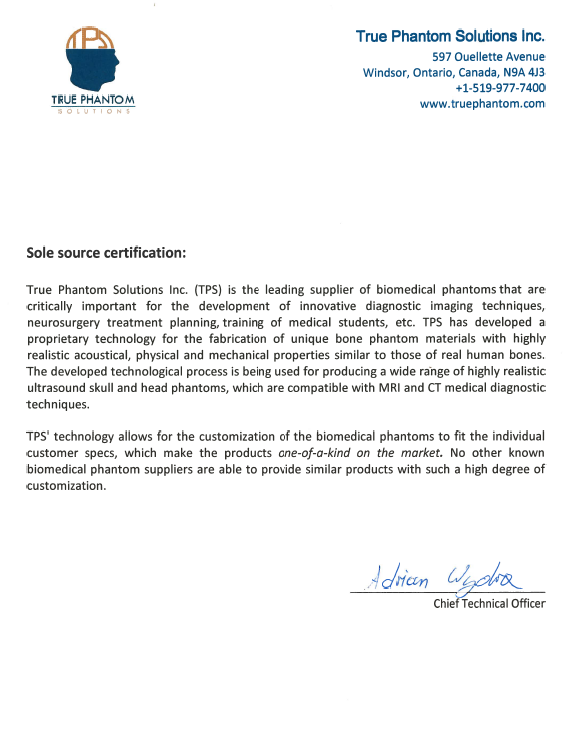 TPS
TRUE PHANTOM
SOLUTIONS
True Phantom Solutions Inc.
597 Ouellette Avenue
Windsor, Ontario, Canada, N9A 4J3
+1-519-977-7400
www.truephantom.com
Sole source certification:
True Phantom Solutions Inc. (TPS) is the leading supplier of biomedical phantoms that are
critically important for the development of innovative diagnostic imaging techniques,
neurosurgery treatment planning, training of medical students, etc. TPS has developed a
proprietary technology for the fabrication of unique bone phantom materials with highly
realistic acoustical, physical and mechanical properties similar to those of real human bones.
The developed technological process is being used for producing a wide range of highly realistic
ultrasound skull and head phantoms, which are compatible with MRI and CT medical diagnostic
techniques.
TPS' technology allows for the customization of the biomedical phantoms to fit the individual
customer specs, which make the products one-of-a-kind on the market. No other known
biomedical phantom suppliers are able to provide similar products with such a high degree of
customization.
Adrian Wydra
Chief Technical Officer